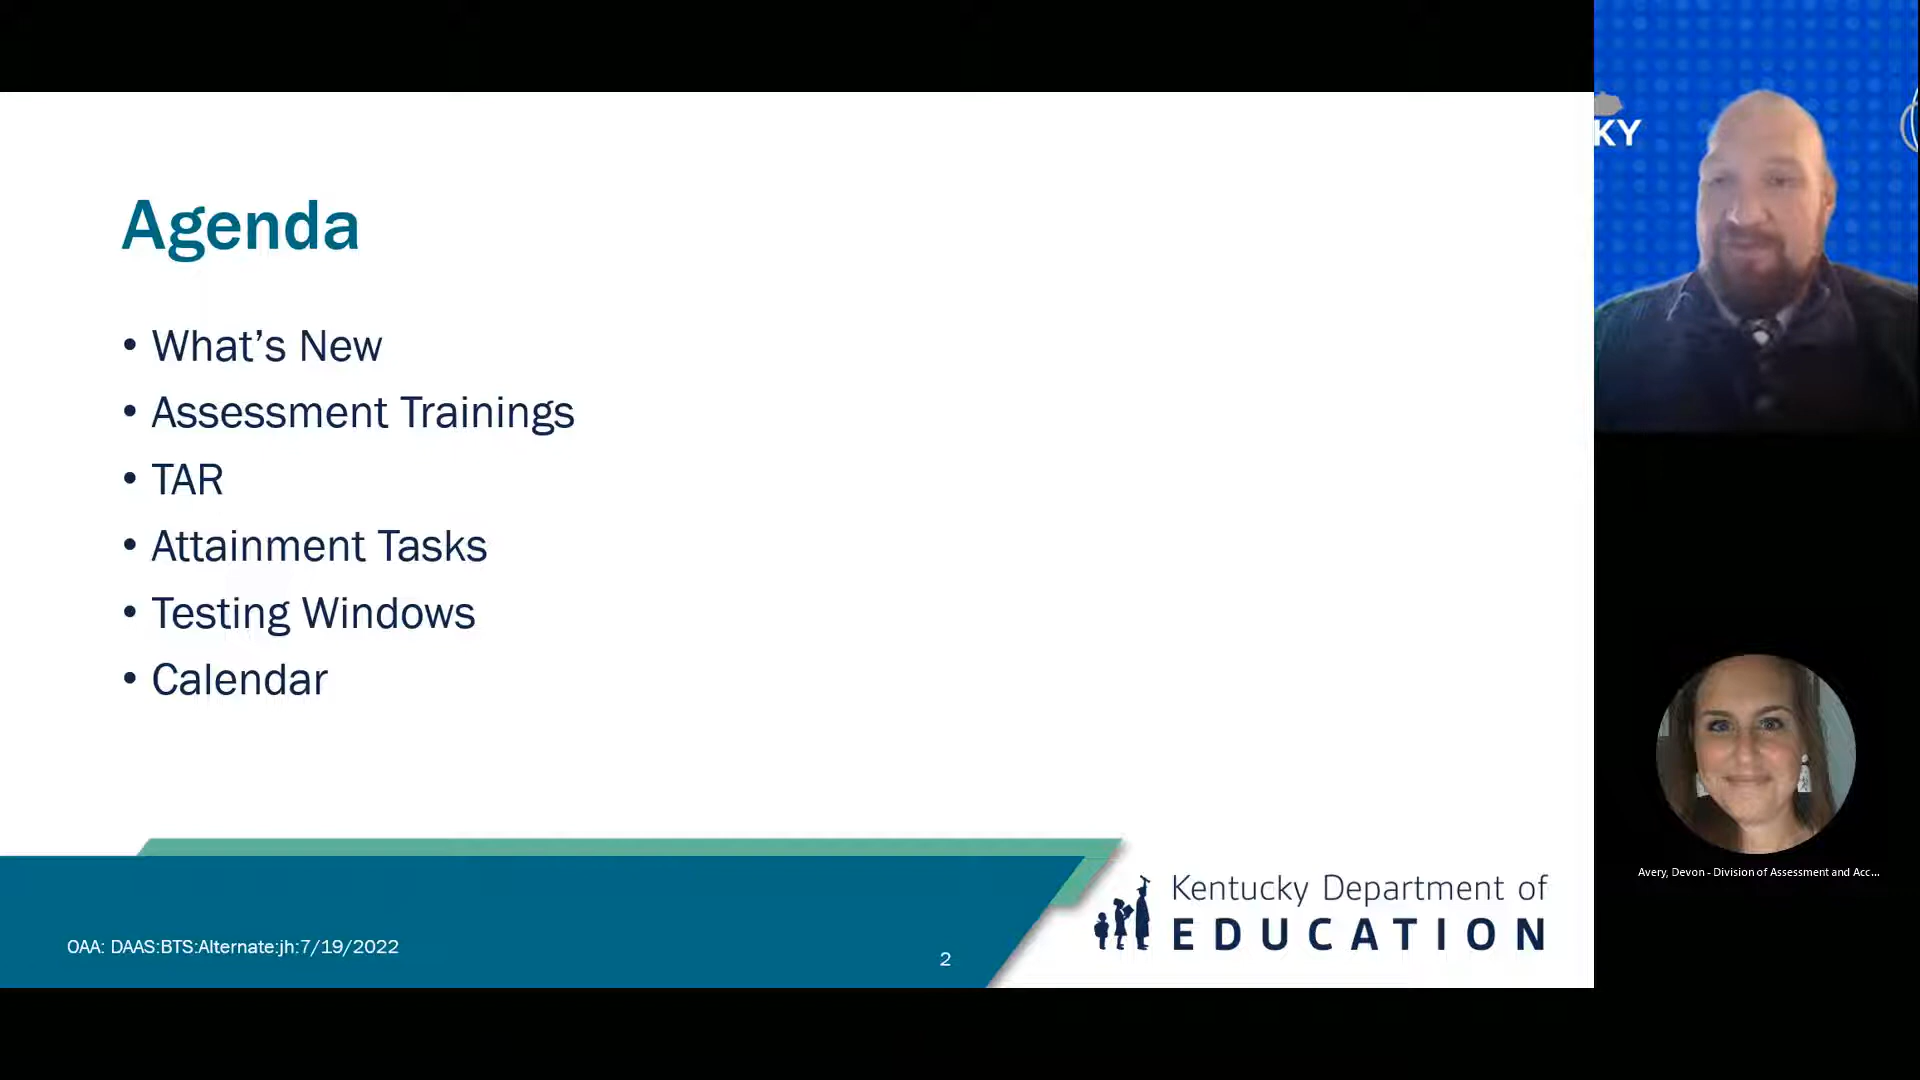 Agenda
• What's New
• Assessment Trainings
• TAR
• Attainment Tasks
• Testing Windows
• Calendar
OAA: DAAS:BTS:Alternate:jh:7/19/2022
2
Kentucky Department of
EDUCATION
KY
Avery, Devon - Division of Assessment and Acc...